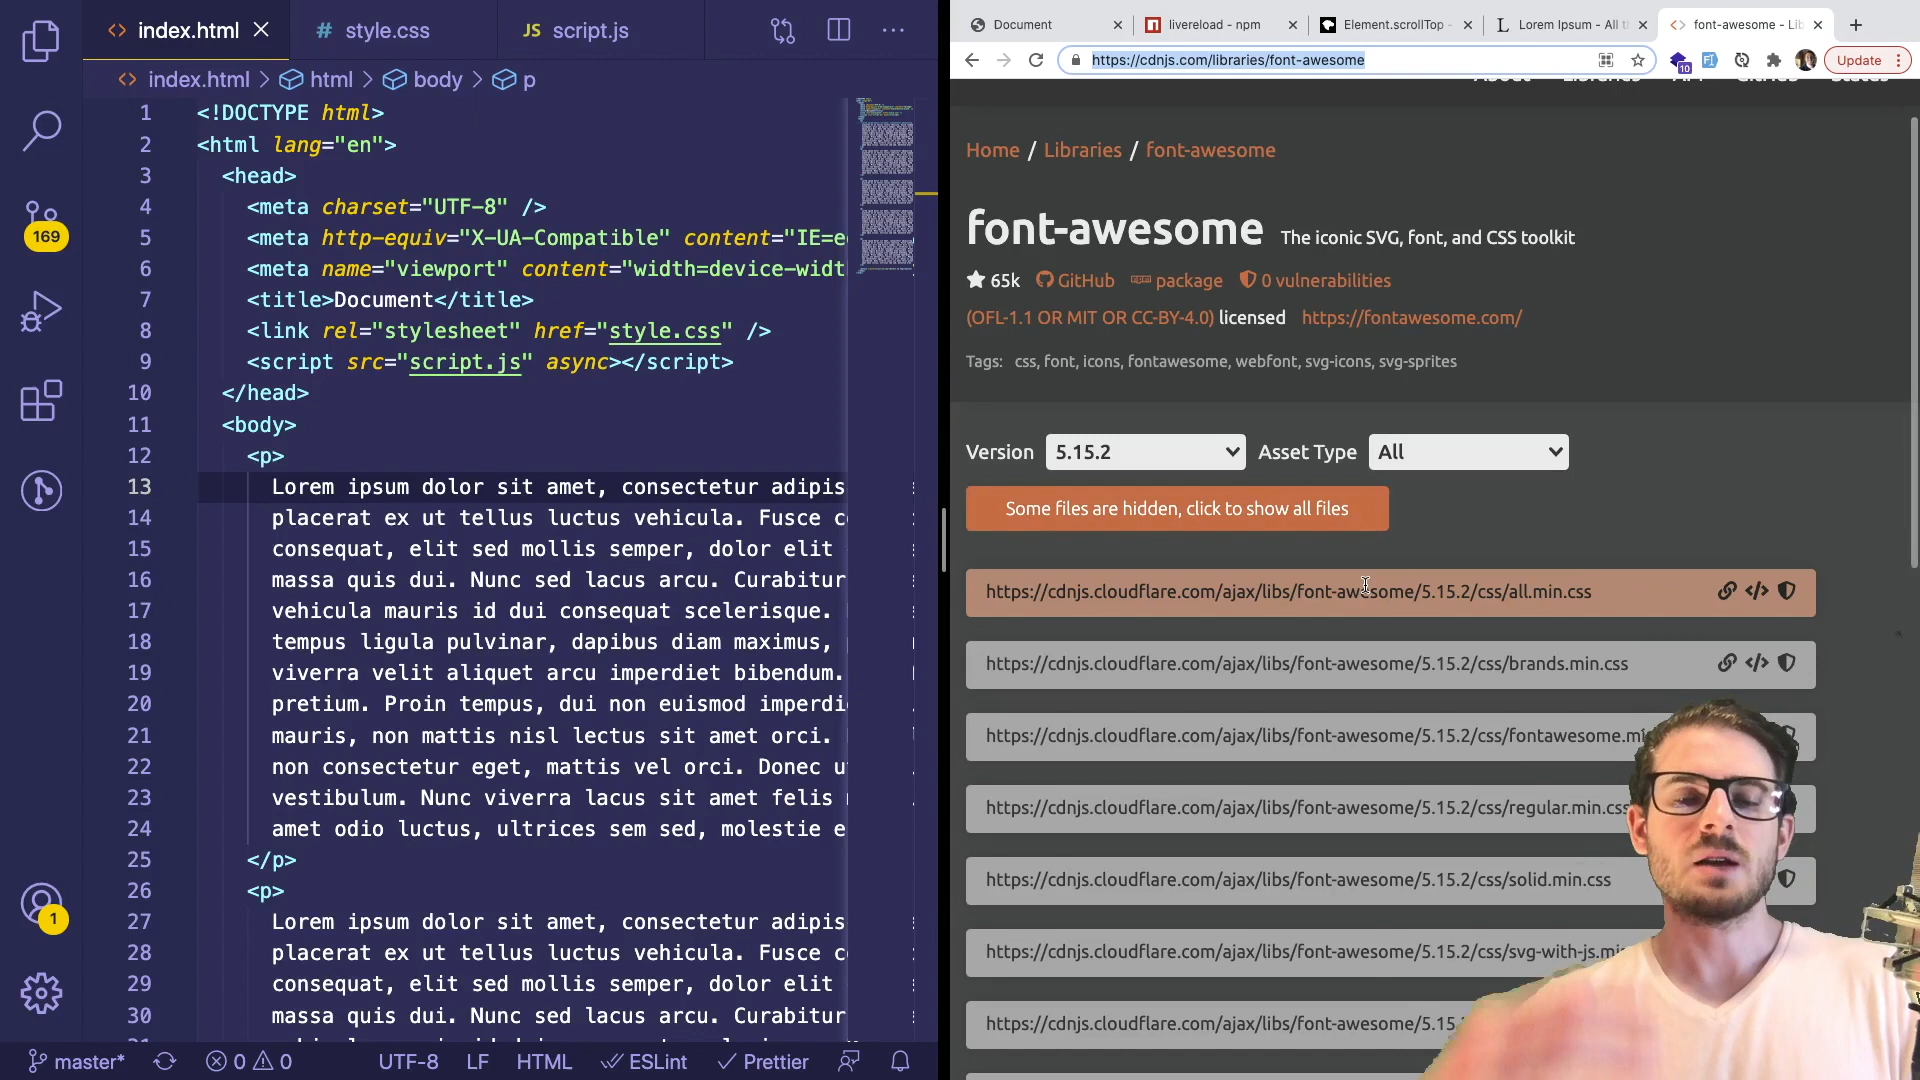 index.html
style.css
JS script.js
index.html > html > body > p
1 <!DOCTYPE html>
2 <html lang="en">
3 <head>
4 <meta charset="UTF-8" />
5 <meta http-equiv="X-UA-Compatible" content="IE=e
6 <meta name="viewport" content="width=device-widt
7 <title>Document</title>
8 <link rel="stylesheet" href="style.css" />
9 <script src="script.js" async></script>
10 </head>
11 <body>
12 <p>
13 Lorem ipsum dolor sit amet, consectetur adipis
14 placerat ex ut tellus luctus vehicula. Fusce c
15 consequat, elit sed mollis semper, dolor elit
16 massa quis dui. Nunc sed lacus arcu. Curabitur
17 vehicula mauris id dui consequat scelerisque.
18 tempus ligula pulvinar, dapibus diam maximus,
19 viverra velit aliquet arcu imperdiet bibendum.
20 pretium. Proin tempus, dui non euismod imperdi
21 mauris, non mattis nisl lectus sit amet orci.
22 non consectetur eget, mattis vel orci. Donec u
23 vestibulum. Nunc viverra lacus sit amet felis
24 amet odio luctus, ultrices sem sed, molestie e
25 </p>
26 <p>
27 Lorem ipsum dolor sit amet, consectetur adipis
28 placerat ex ut tellus luctus vehicula. Fusce c
29 consequat, elit sed mollis semper, dolor elit
30 massa quis dui. Nunc sed lacus arcu. Curabitur
169
1
master* 0 0 UTF-8 LF HTML ESLint Prettier
Document
livereload - npm
Element.scrollTop -
Lorem Ipsum - All t
font-awesome - Lib
https://cdnjs.com/libraries/font-awesome
10
Update
Home / Libraries / font-awesome
font-awesome The iconic SVG, font, and CSS toolkit
65k GitHub package 0 vulnerabilities
(OFL-1.1 OR MIT OR CC-BY-4.0) licensed https://fontawesome.com/
Tags: css, font, icons, fontawesome, webfont, svg-icons, svg-sprites
Version 5.15.2 Asset Type All
Some files are hidden, click to show all files
https://cdnjs.cloudflare.com/ajax/libs/font-awesome/5.15.2/css/all.min.css
https://cdnjs.cloudflare.com/ajax/libs/font-awesome/5.15.2/css/brands.min.css
https://cdnjs.cloudflare.com/ajax/libs/font-awesome/5.15.2/css/fontawesome.mi
https://cdnjs.cloudflare.com/ajax/libs/font-awesome/5.15.2/css/regular.min.css
https://cdnjs.cloudflare.com/ajax/libs/font-awesome/5.15.2/css/solid.min.css
https://cdnjs.cloudflare.com/ajax/libs/font-awesome/5.15.2/css/svg-with-js.mi
https://cdnjs.cloudflare.com/ajax/libs/font-awesome/5.15